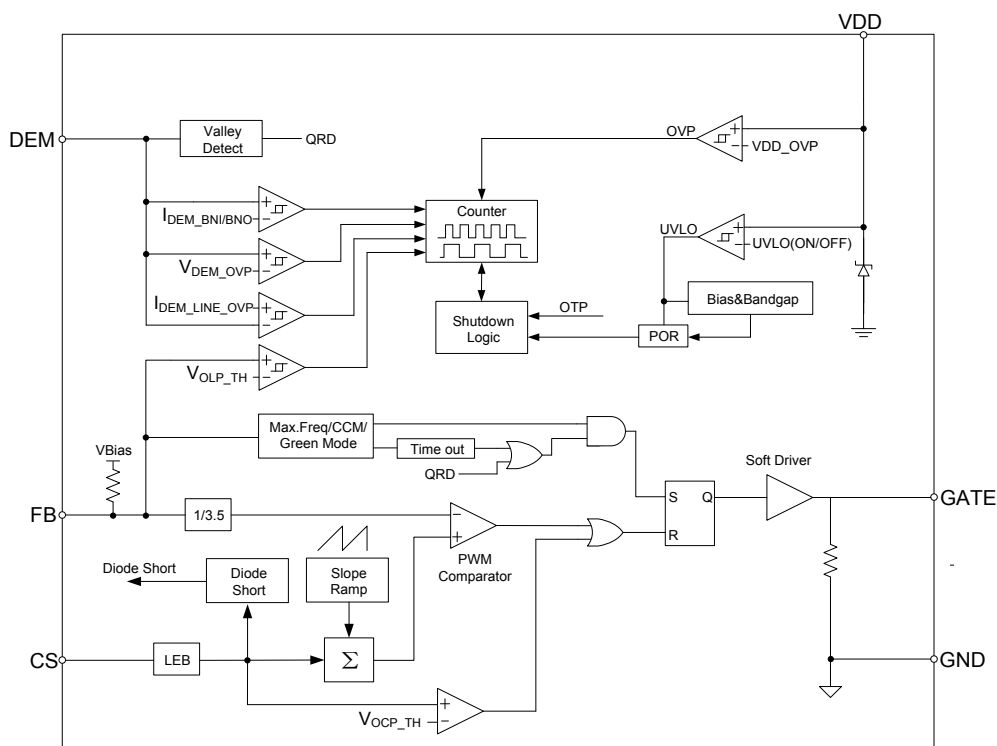 VDD
DEM
Valley
Detect
QRD
OVP
VDD_OVP
I_DEM_BNI/BNO
Counter
V_DEM_OVP
UVLO
UVLO(ON/OFF)
I_DEM_LINE_OVP
Bias&Bandgap
Shutdown
Logic
OTP
POR
V_OLP_TH
Max.Freq/CCM/
Green Mode
Time out
VBias
QRD
Soft Driver
FB
1/3.5
S
Q
R
GATE
PWM
Comparator
Diode Short
Diode
Short
Slope
Ramp
CS
LEB
Σ
GND
V_OCP_TH